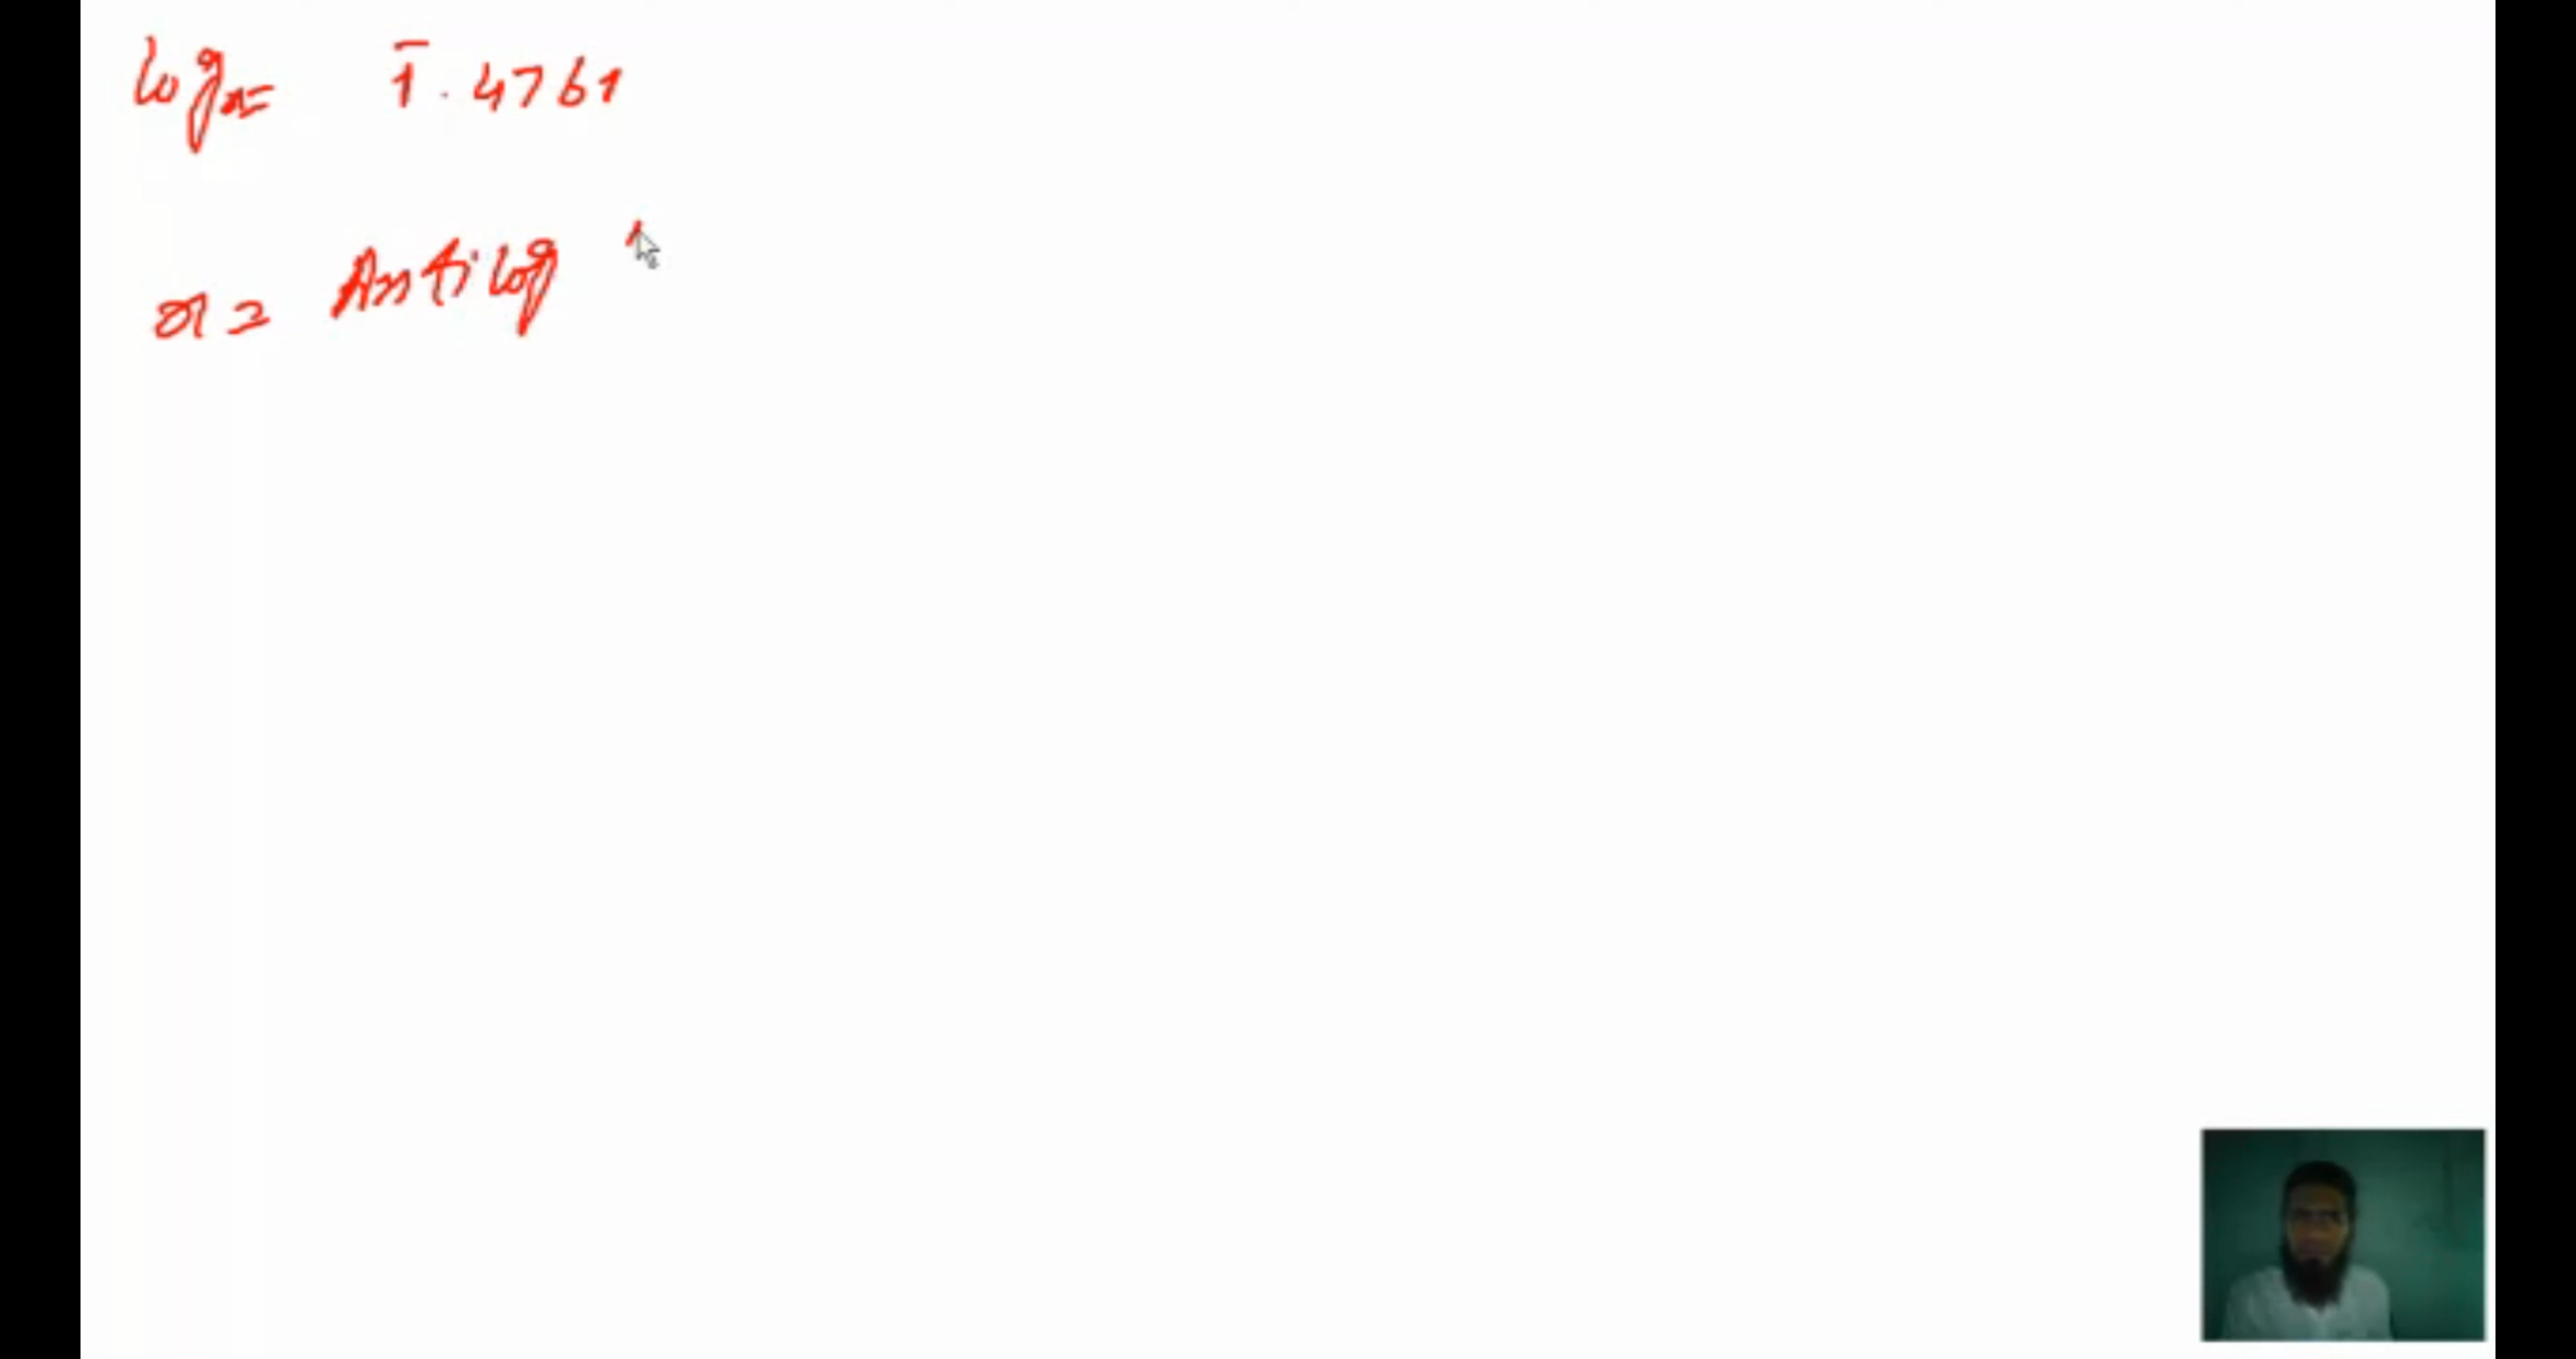 log x = 1̄.4761
x = Antilog